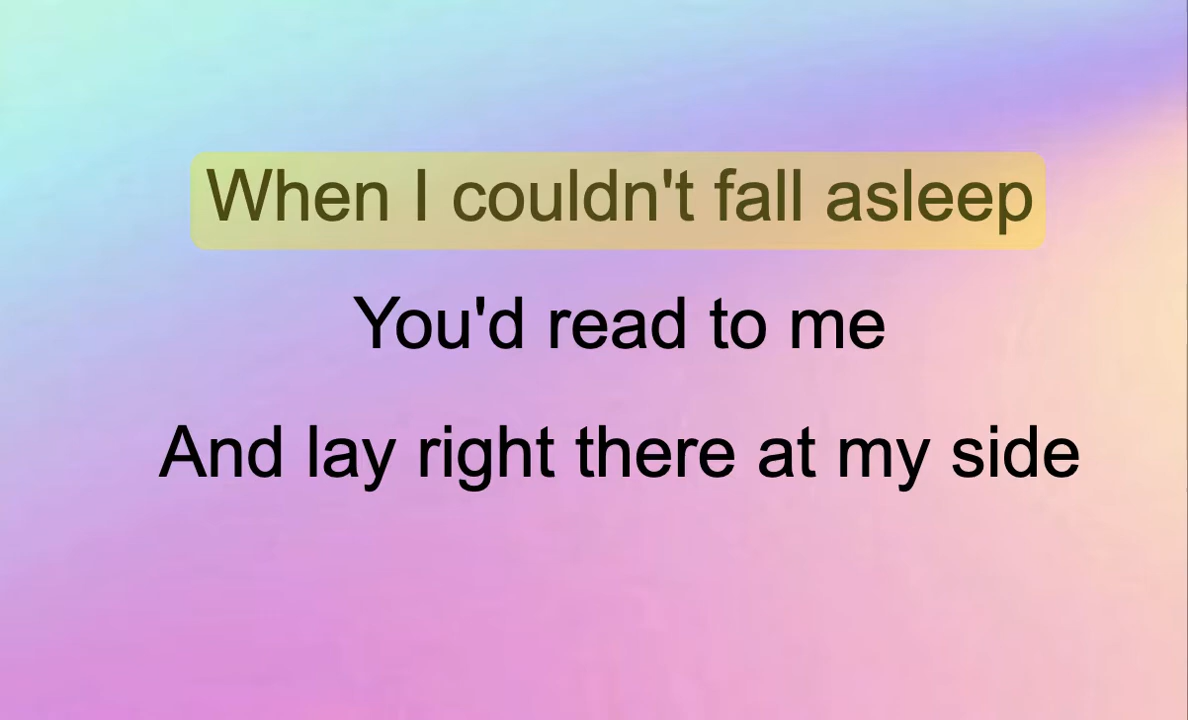 When I couldn't fall asleep
You'd read to me
And lay right there at my side